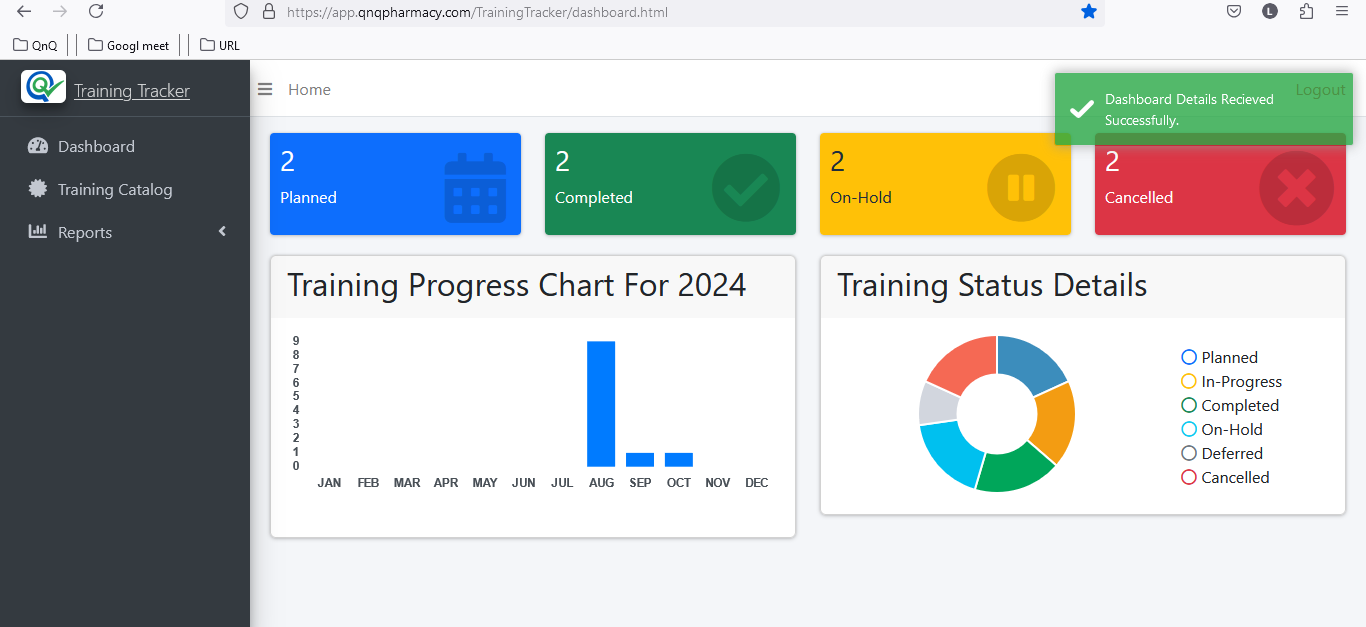 https://app.qnqpharmacy.com/TrainingTracker/dashboard.html
L
QnQ
Googl meet
URL
Training Tracker
Home
Logout
Dashboard Details Recieved
Successfully.
Dashboard
Training Catalog
Reports
2
Planned
2
Completed
2
On-Hold
2
Cancelled
Training Progress Chart For 2024
9
8
7
6
5
4
3
2
1
0
JAN FEB MAR APR MAY JUN JUL AUG SEP OCT NOV DEC
Training Status Details
Planned
In-Progress
Completed
On-Hold
Deferred
Cancelled